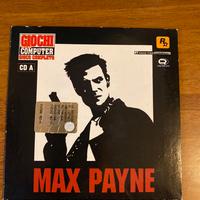 GIOCHI
COMPUTER
GIOCO COMPLETO
CD A
R
MAX PAYNE